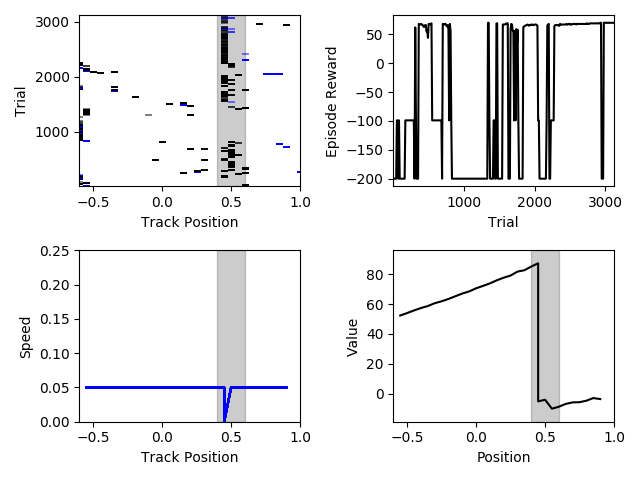 3000
2000
1000
Trial
−0.5 0.0 0.5 1.0
Track Position
50
0
−50
−100
−150
−200
Episode Reward
1000 2000 3000
Trial
0.25
0.20
0.15
0.10
0.05
0.00
Speed
−0.5 0.0 0.5 1.0
Track Position
80
60
40
20
0
Value
−0.5 0.0 0.5 1.0
Position